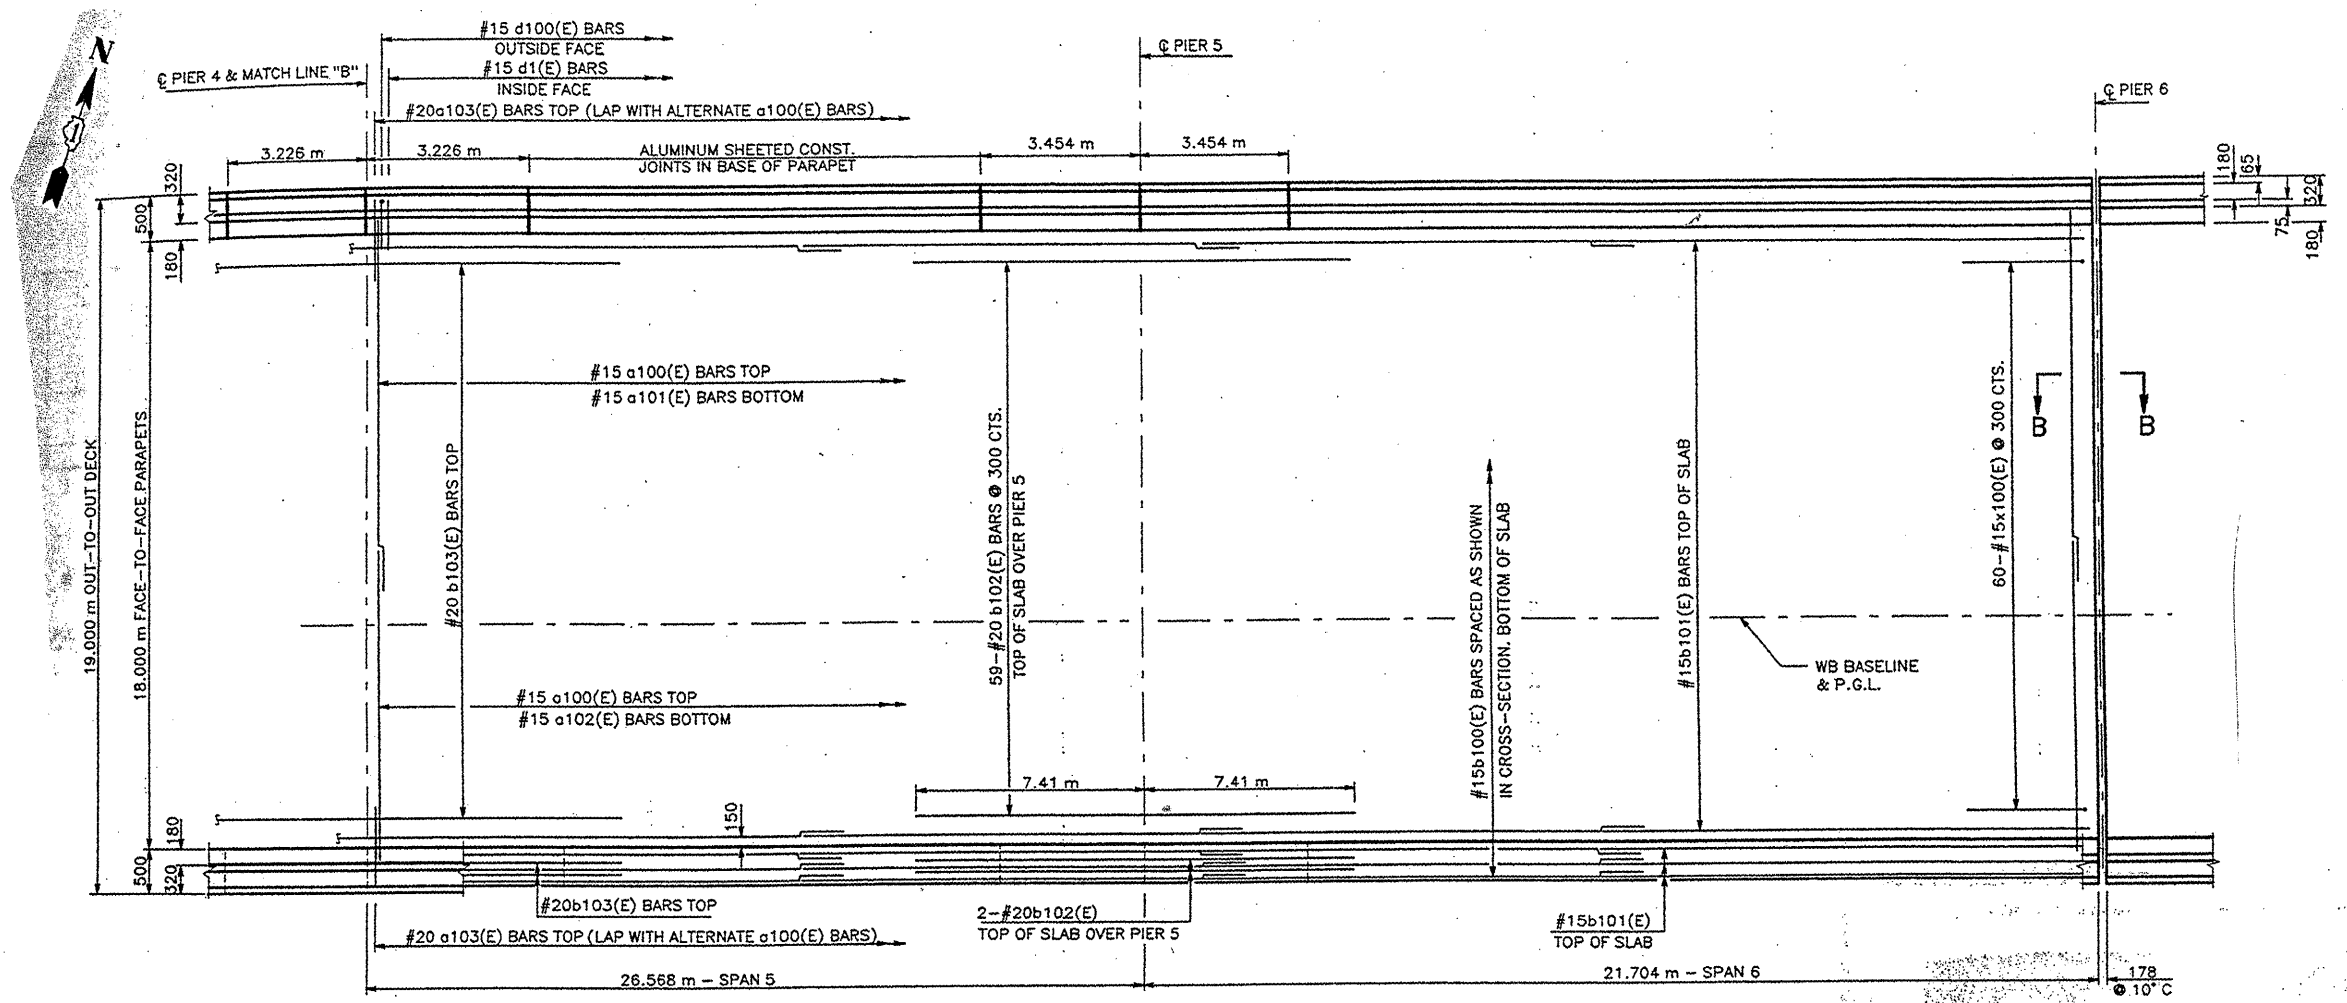 #15 d100(E) BARS
OUTSIDE FACE
#15 d1(E) BARS
INSIDE FACE
N
℄ PIER 4 & MATCH LINE "B"
#20a103(E) BARS TOP (LAP WITH ALTERNATE a100(E) BARS)
℄ PIER 5
℄ PIER 6
3.226 m
3.226 m
ALUMINUM SHEETED CONST.
JOINTS IN BASE OF PARAPET
3.454 m
3.454 m
320
500
180
180
65
320
75
180
19.000 m OUT-TO-OUT DECK
18.000 m FACE-TO-FACE PARAPETS
#20 b103(E) BARS TOP
#15 a100(E) BARS TOP
#15 a101(E) BARS BOTTOM
59-#20 b102(E) BARS @ 300 CTS.
TOP OF SLAB OVER PIER 5
#15b100(E) BARS SPACED AS SHOWN
IN CROSS-SECTION. BOTTOM OF SLAB
#15b101(E) BARS TOP OF SLAB
60-#15x100(E) @ 300 CTS.
B
B
WB BASELINE
& P.G.L.
#15 a100(E) BARS TOP
#15 a102(E) BARS BOTTOM
7.41 m
7.41 m
150
180
500
320
#20b103(E) BARS TOP
2-#20b102(E)
TOP OF SLAB OVER PIER 5
#15b101(E)
TOP OF SLAB
#20 a103(E) BARS TOP (LAP WITH ALTERNATE a100(E) BARS)
26.568 m - SPAN 5
21.704 m - SPAN 6
178
@ 10° C